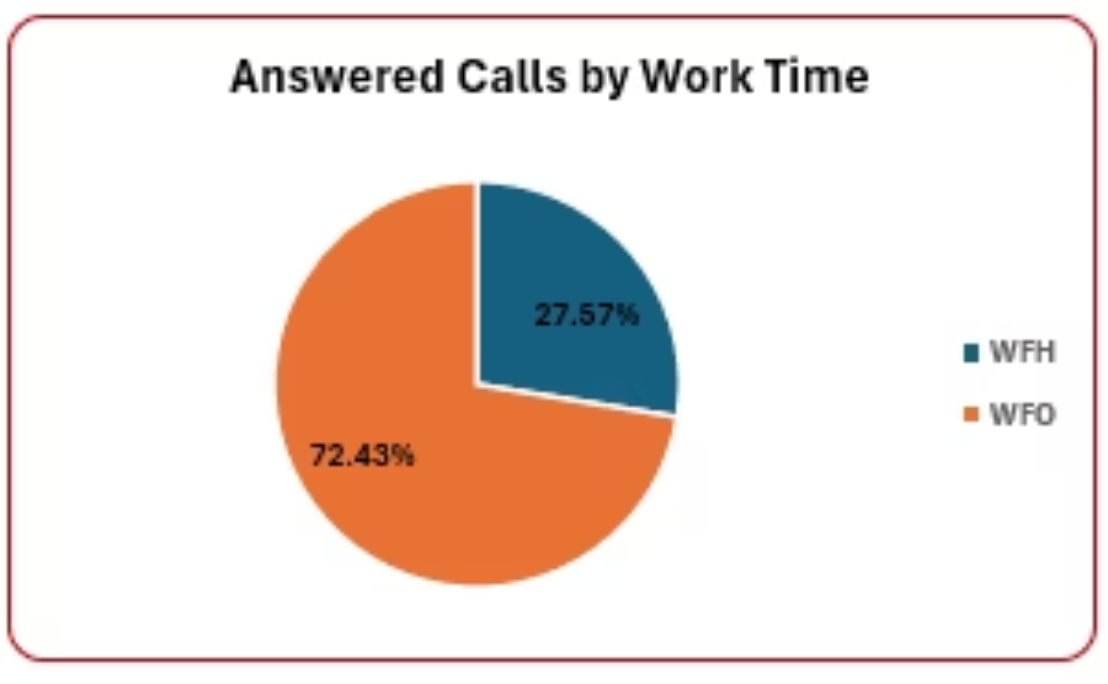 Answered Calls by Work Time
27.57%
WFH
WFO
72.43%